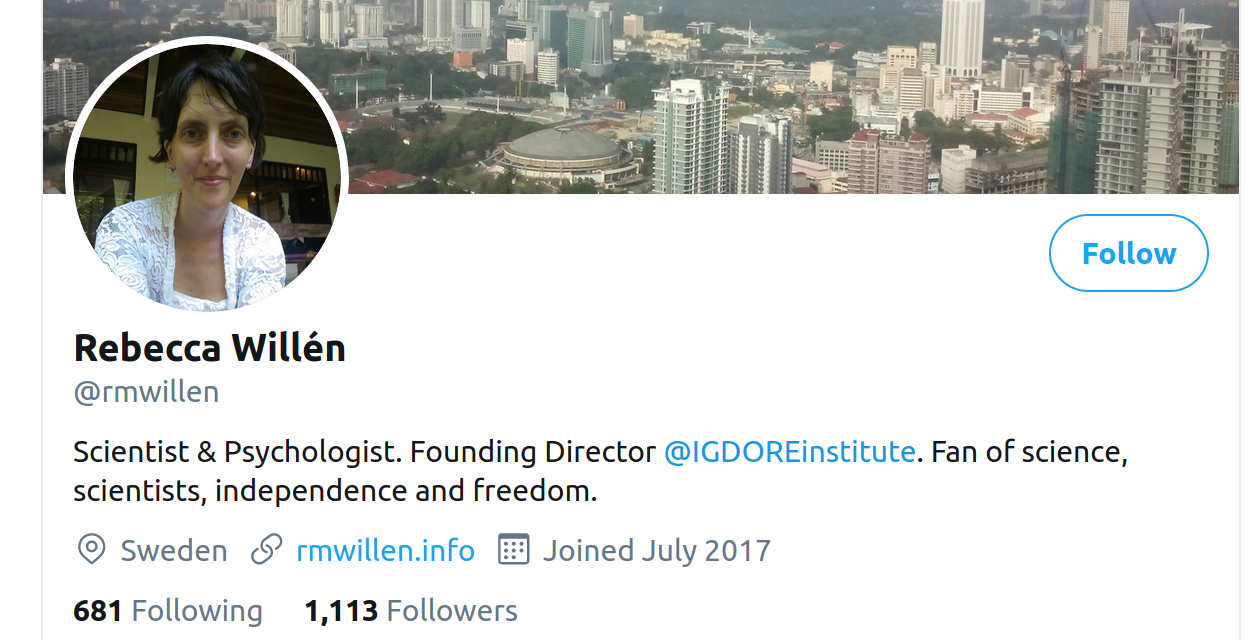 Follow
Rebecca Willén
@rmwillen
Scientist & Psychologist. Founding Director @IGDOREinstitute. Fan of science,
scientists, independence and freedom.
Sweden rmwillen.info Joined July 2017
681 Following 1,113 Followers